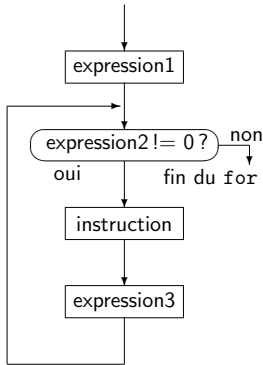 expression1
expression2 != 0 ?
non
oui
fin du for
instruction
expression3